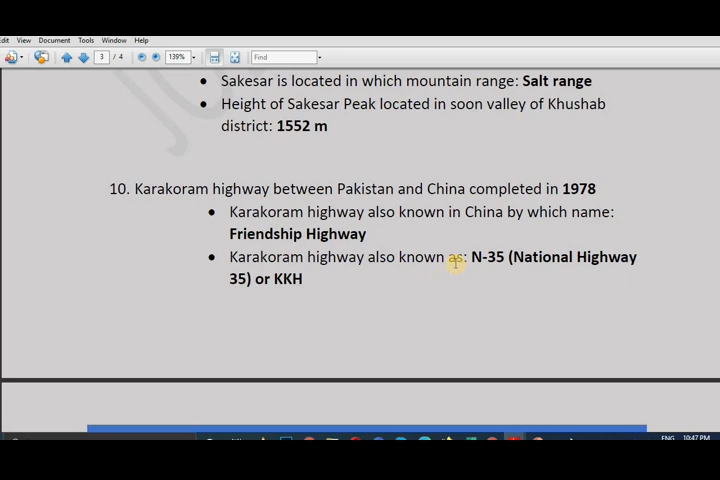 dit View Document Tools Window Help
3 / 4 139% Find
• Sakesar is located in which mountain range: Salt range
• Height of Sakesar Peak located in soon valley of Khushab
district: 1552 m
10. Karakoram highway between Pakistan and China completed in 1978
• Karakoram highway also known in China by which name:
Friendship Highway
• Karakoram highway also known as: N-35 (National Highway
35) or KKH
ENG 10:47 PM